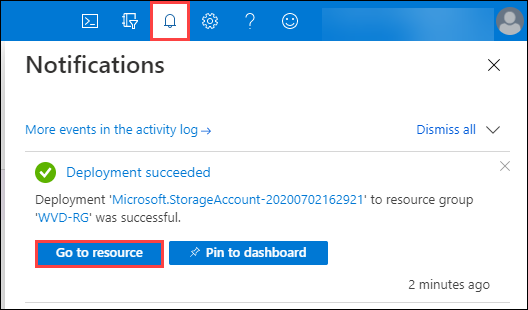 Notifications
More events in the activity log →
Dismiss all
Deployment succeeded
Deployment 'Microsoft.StorageAccount-20200702162921' to resource group
'WVD-RG' was successful.
Go to resource
Pin to dashboard
2 minutes ago